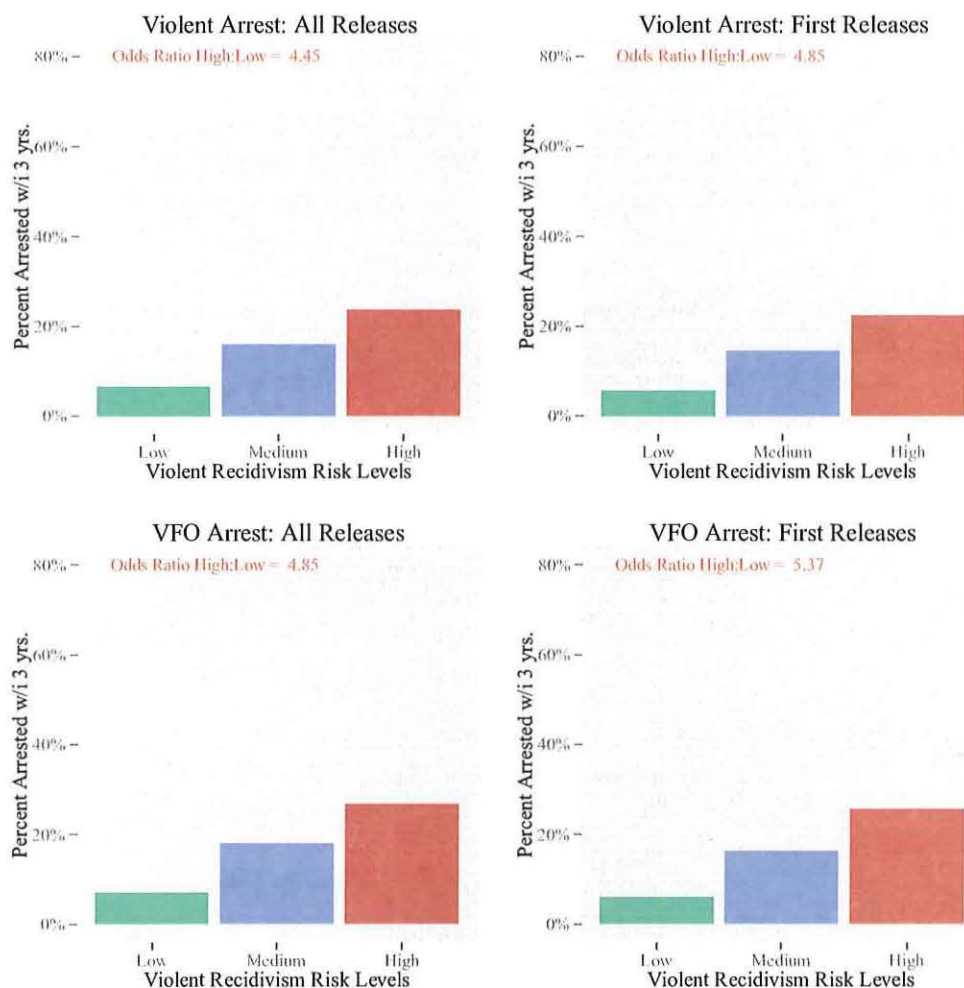 Violent Arrest: All Releases
Odds Ratio High:Low = 4.45
Percent Arrested w/i 3 yrs.
80%
60%
40%
20%
0%
Low Medium High
Violent Recidivism Risk Levels
Violent Arrest: First Releases
Odds Ratio High:Low = 4.85
Percent Arrested w/i 3 yrs.
80%
60%
40%
20%
0%
Low Medium High
Violent Recidivism Risk Levels
VFO Arrest: All Releases
Odds Ratio High:Low = 4.85
Percent Arrested w/i 3 yrs.
80%
60%
40%
20%
0%
Low Medium High
Violent Recidivism Risk Levels
VFO Arrest: First Releases
Odds Ratio High:Low = 5.37
Percent Arrested w/i 3 yrs.
80%
60%
40%
20%
0%
Low Medium High
Violent Recidivism Risk Levels